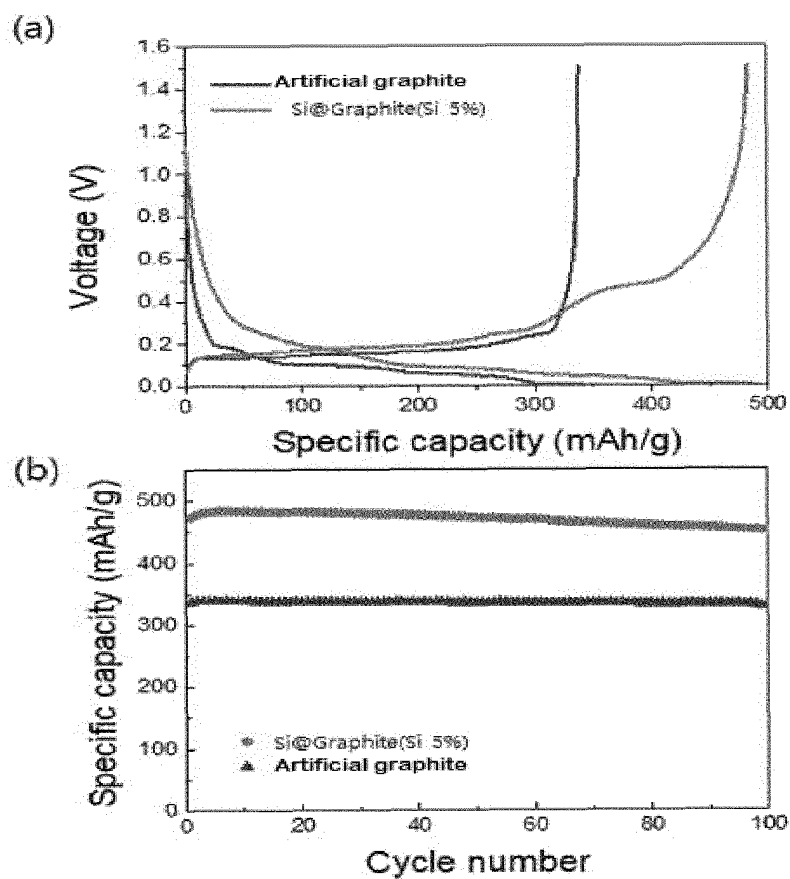 (a)
1.6
1.4
1.2
1.0
0.8
0.6
0.4
0.2
0.0
Voltage (V)
Artificial graphite
Si@Graphite(Si 5%)
0 100 200 300 400 500
Specific capacity (mAh/g)
(b)
500
400
300
200
100
0
Specific capacity (mAh/g)
Si@Graphite(Si 5%)
Artificial graphite
0 20 40 60 80 100
Cycle number